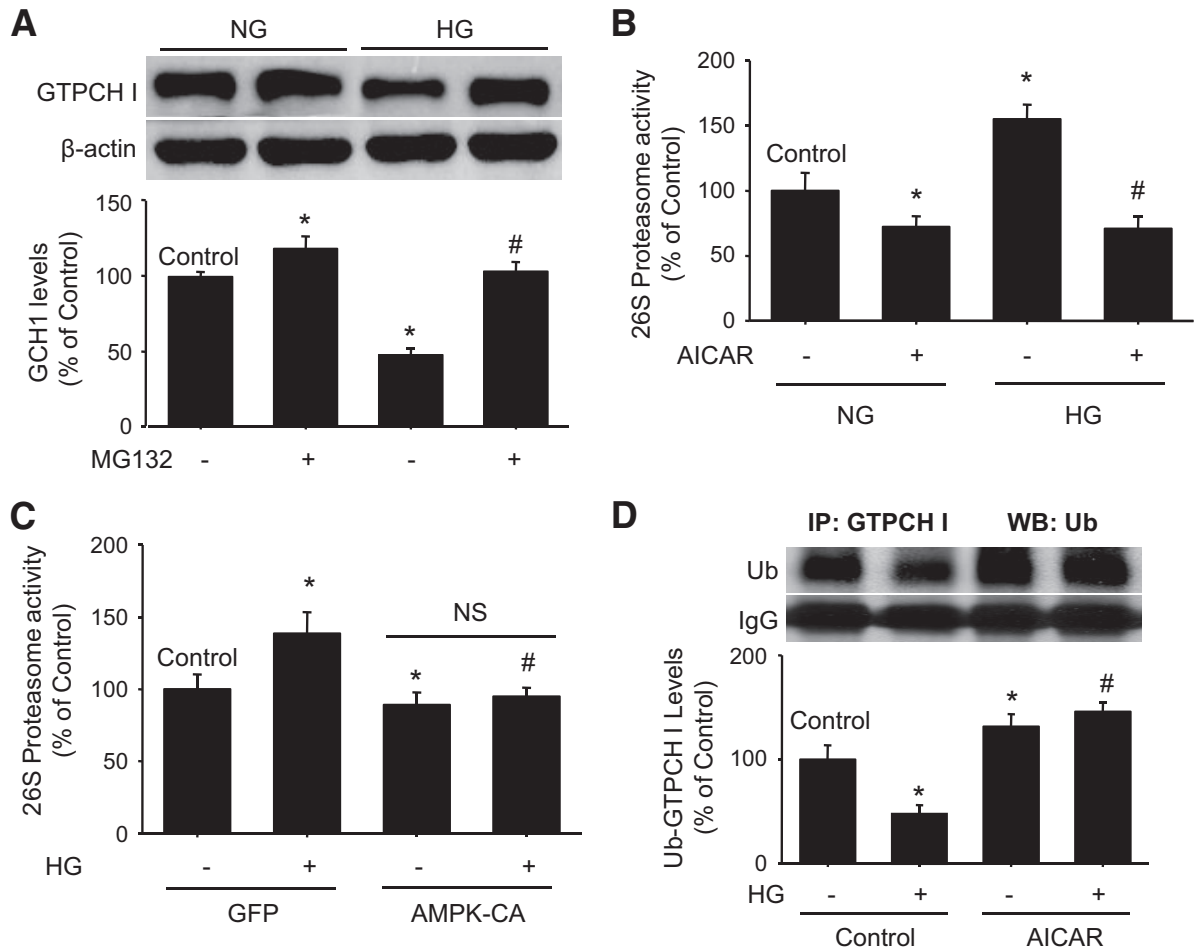 A
NG HG
GTPCH I
β-actin
GCH1 levels
(% of Control)
150
100
50
0
Control
*
*
#
MG132 - + - +
B
26S Proteasome activity
(% of Control)
200
150
100
50
0
Control
*
*
#
AICAR - + - +
NG HG
C
26S Proteasome activity
(% of Control)
200
150
100
50
0
Control
*
NS
*
#
HG - + - +
GFP AMPK-CA
D
IP: GTPCH I WB: Ub
Ub
IgG
Ub-GTPCH I Levels
(% of Control)
200
100
0
Control
*
*
#
HG - + - +
Control AICAR